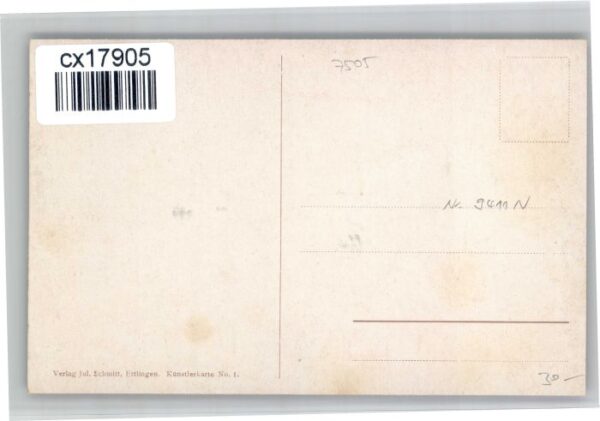 cx17905
7505
Nr. 9411 N
Verlag Jul. Schmitt, Ettlingen. Künstlerkarte No. 1.
30-